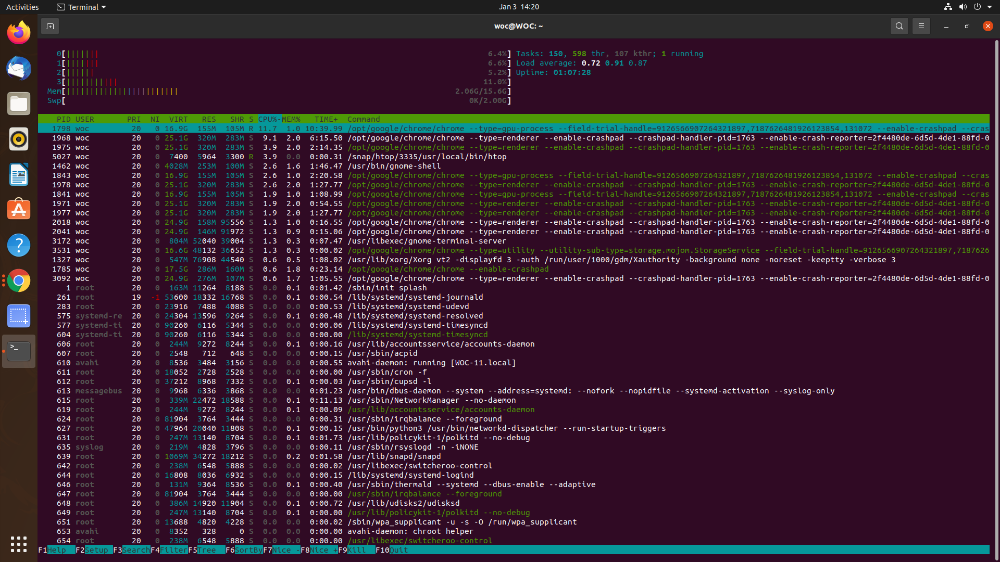 Activities
Terminal
Jan 3 14:20
woc@WOC: ~
0[||||||| 6.4%] Tasks: 150, 598 thr, 107 kthr; 1 running
1[||||||| 6.6%] Load average: 0.72 0.91 0.87
2[|||||| 5.2%] Uptime: 01:07:28
3[||||||||||| 11.0%]
Mem[|||||||||||||||||||||||| 2.06G/15.6G]
Swp[ 0K/2.00G]
PID USER PRI NI VIRT RES SHR S CPU%-MEM% TIME+ Command
1798 woc 20 0 16.9G 155M 105M R 11.7 1.0 10:39.99 /opt/google/chrome/chrome --type=gpu-process --field-trial-handle=9126566907264321897,7187626481926123854,131072 --enable-crashpad --cras
1968 woc 20 0 25.1G 320M 283M S 9.1 2.0 6:15.50 /opt/google/chrome/chrome --type=renderer --enable-crashpad --crashpad-handler-pid=1763 --enable-crash-reporter=2f4480de-6d5d-4de1-88fd-0
1975 woc 20 0 25.1G 320M 283M S 3.9 2.0 2:14.35 /opt/google/chrome/chrome --type=renderer --enable-crashpad --crashpad-handler-pid=1763 --enable-crash-reporter=2f4480de-6d5d-4de1-88fd-0
5027 woc 20 0 7400 5964 3300 R 3.9 0.0 0:00.31 /snap/htop/3335/usr/local/bin/htop
1462 woc 20 0 4028M 253M 100M S 2.6 1.6 1:46.47 /usr/bin/gnome-shell
1843 woc 20 0 16.9G 155M 105M S 2.6 1.0 2:20.58 /opt/google/chrome/chrome --type=gpu-process --field-trial-handle=9126566907264321897,7187626481926123854,131072 --enable-crashpad --cras
1978 woc 20 0 25.1G 320M 283M S 2.6 2.0 1:27.77 /opt/google/chrome/chrome --type=renderer --enable-crashpad --crashpad-handler-pid=1763 --enable-crash-reporter=2f4480de-6d5d-4de1-88fd-0
1841 woc 20 0 16.9G 155M 105M S 1.9 1.0 1:08.99 /opt/google/chrome/chrome --type=gpu-process --field-trial-handle=9126566907264321897,7187626481926123854,131072 --enable-crashpad --cras
1971 woc 20 0 25.1G 320M 283M S 1.9 2.0 0:54.55 /opt/google/chrome/chrome --type=renderer --enable-crashpad --crashpad-handler-pid=1763 --enable-crash-reporter=2f4480de-6d5d-4de1-88fd-0
1977 woc 20 0 25.1G 320M 283M S 1.9 2.0 1:27.77 /opt/google/chrome/chrome --type=renderer --enable-crashpad --crashpad-handler-pid=1763 --enable-crash-reporter=2f4480de-6d5d-4de1-88fd-0
2018 woc 20 0 24.9G 158M 95556 S 1.3 1.0 0:16.55 /opt/google/chrome/chrome --type=renderer --enable-crashpad --crashpad-handler-pid=1763 --enable-crash-reporter=2f4480de-6d5d-4de1-88fd-0
2041 woc 20 0 24.9G 146M 91972 S 1.3 0.9 0:15.06 /opt/google/chrome/chrome --type=renderer --enable-crashpad --crashpad-handler-pid=1763 --enable-crash-reporter=2f4480de-6d5d-4de1-88fd-0
3172 woc 20 0 804M 52040 39004 S 1.3 0.3 0:07.47 /usr/libexec/gnome-terminal-server
3531 woc 20 0 16.6G 48132 36652 S 1.3 0.3 0:00.02 /opt/google/chrome/chrome --type=utility --utility-sub-type=storage.mojom.StorageService --field-trial-handle=9126566907264321897,7187626
1327 woc 20 0 547M 76908 44540 S 0.6 0.5 1:08.02 /usr/lib/xorg/Xorg vt2 -displayfd 3 -auth /run/user/1000/gdm/Xauthority -background none -noreset -keeptty -verbose 3
1785 woc 20 0 17.5G 286M 160M S 0.6 1.8 0:23.14 /opt/google/chrome/chrome --enable-crashpad
3092 woc 20 0 24.9G 276M 107M S 0.6 1.7 1:05.55 /opt/google/chrome/chrome --type=renderer --enable-crashpad --crashpad-handler-pid=1763 --enable-crash-reporter=2f4480de-6d5d-4de1-88fd-0
1 root 20 0 163M 11264 8188 S 0.0 0.1 0:01.42 /sbin/init splash
261 root 19 -1 53600 18332 16768 S 0.0 0.1 0:00.54 /lib/systemd/systemd-journald
283 root 20 0 23916 7488 4088 S 0.0 0.0 0:00.53 /lib/systemd/systemd-udevd
575 systemd-re 20 0 24304 13596 9264 S 0.0 0.1 0:00.48 /lib/systemd/systemd-resolved
577 systemd-ti 20 0 90260 6116 5344 S 0.0 0.0 0:00.06 /lib/systemd/systemd-timesyncd
604 systemd-ti 20 0 90260 6116 5344 S 0.0 0.0 0:00.00 /lib/systemd/systemd-timesyncd
606 root 20 0 244M 9272 8244 S 0.0 0.1 0:00.16 /usr/lib/accountsservice/accounts-daemon
607 root 20 0 2548 712 648 S 0.0 0.0 0:00.15 /usr/sbin/acpid
610 avahi 20 0 8536 3484 3156 S 0.0 0.0 0:00.55 avahi-daemon: running [WOC-11.local]
611 root 20 0 18052 2728 2528 S 0.0 0.0 0:00.00 /usr/sbin/cron -f
612 root 20 0 37212 8968 7332 S 0.0 0.1 0:00.03 /usr/sbin/cupsd -l
613 messagebus 20 0 9968 6336 3868 S 0.0 0.0 0:01.23 /usr/bin/dbus-daemon --system --address=systemd: --nofork --nopidfile --systemd-activation --syslog-only
615 root 20 0 339M 22472 18588 S 0.0 0.1 0:11.13 /usr/sbin/NetworkManager --no-daemon
619 root 20 0 244M 9272 8244 S 0.0 0.1 0:00.09 /usr/lib/accountsservice/accounts-daemon
624 root 20 0 81904 3764 3444 S 0.0 0.0 0:00.31 /usr/sbin/irqbalance --foreground
627 root 20 0 47964 20040 11808 S 0.0 0.1 0:00.15 /usr/bin/python3 /usr/bin/networkd-dispatcher --run-startup-triggers
631 root 20 0 247M 13140 8704 S 0.0 0.1 0:01.73 /usr/lib/policykit-1/polkitd --no-debug
635 syslog 20 0 219M 4828 3796 S 0.0 0.0 0:00.11 /usr/sbin/rsyslogd -n -iNONE
639 root 20 0 1069M 34272 18212 S 0.0 0.2 0:01.58 /usr/lib/snapd/snapd
642 root 20 0 238M 6548 5888 S 0.0 0.0 0:00.02 /usr/libexec/switcheroo-control
644 root 20 0 16808 8036 6932 S 0.0 0.0 0:00.15 /lib/systemd/systemd-logind
646 root 20 0 131M 9364 8536 S 0.0 0.1 0:00.40 /usr/sbin/thermald --systemd --dbus-enable --adaptive
647 root 20 0 81904 3764 3444 S 0.0 0.0 0:00.00 /usr/sbin/irqbalance --foreground
648 root 20 0 386M 14920 11904 S 0.0 0.1 0:00.72 /usr/lib/udisks2/udisksd
649 root 20 0 247M 13140 8704 S 0.0 0.1 0:00.00 /usr/lib/policykit-1/polkitd --no-debug
651 root 20 0 13688 4820 4228 S 0.0 0.0 0:00.02 /sbin/wpa_supplicant -u -s -O /run/wpa_supplicant
653 avahi 20 0 8352 328 0 S 0.0 0.0 0:00.00 avahi-daemon: chroot helper
654 root 20 0 238M 6548 5888 S 0.0 0.0 0:00.00 /usr/libexec/switcheroo-control
F1Help F2Setup F3SearchF4FilterF5Tree F6SortByF7Nice -F8Nice +F9Kill F10Quit